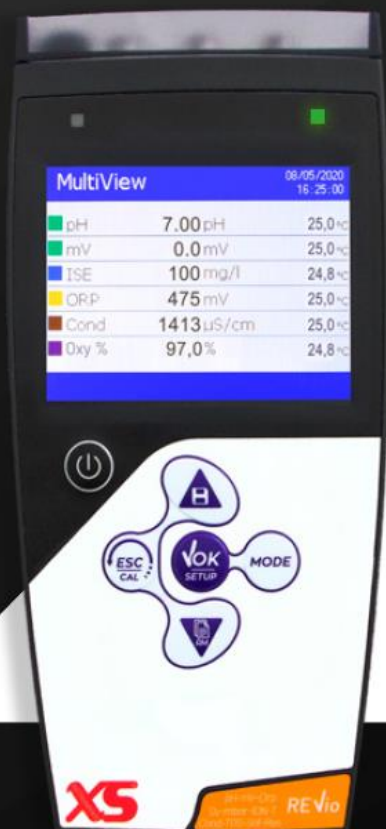 MultiView 08/05/2020
16:25:00
pH 7.00 pH 25,0 °C
mV 0.0 mV 25,0 °C
ISE 100 mg/l 24,8 °C
ORP 475 mV 25,0 °C
Cond 1413 µS/cm 25,0 °C
Oxy % 97,0 % 24,8 °C
ESC
CAL
OK
SETUP
MODE
XS
REVio